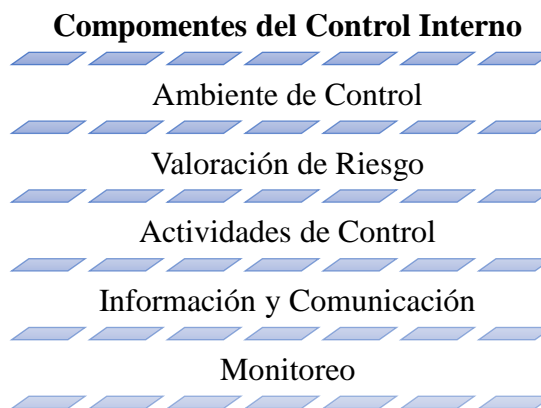 Compomentes del Control Interno
Ambiente de Control
Valoración de Riesgo
Actividades de Control
Información y Comunicación
Monitoreo